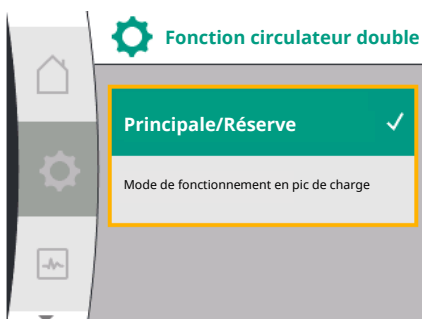 Fonction circulateur double
Principale/Réserve
Mode de fonctionnement en pic de charge